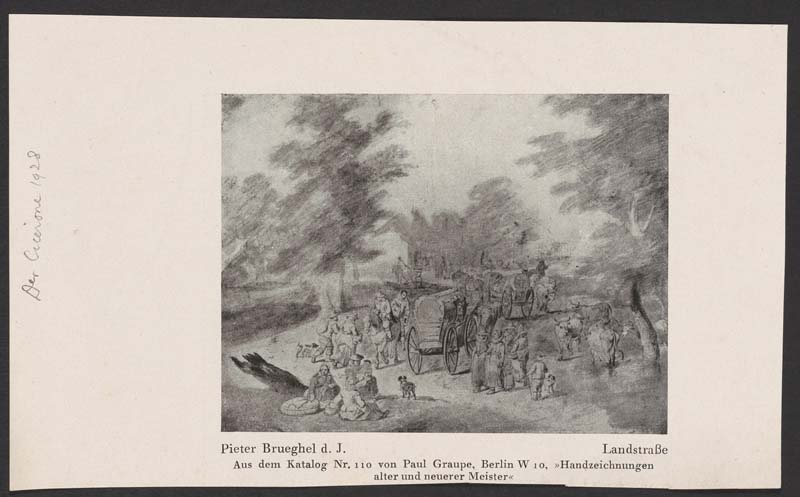 Der Cicerone 1928
Pieter Brueghel d. J. Landstraße
Aus dem Katalog Nr. 110 von Paul Graupe, Berlin W 10, »Handzeichnungen
alter und neuerer Meister«